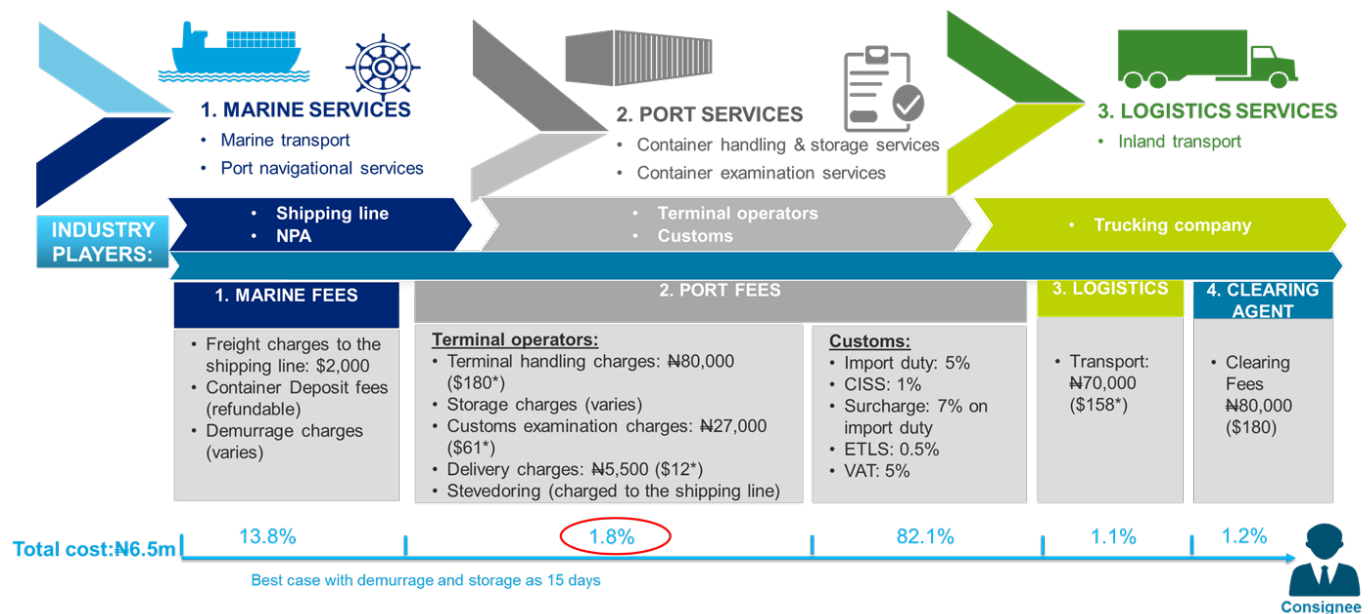 1. MARINE SERVICES
• Marine transport
• Port navigational services
2. PORT SERVICES
• Container handling & storage services
• Container examination services
3. LOGISTICS SERVICES
• Inland transport
INDUSTRY
PLAYERS:
• Shipping line
• NPA
• Terminal operators
• Customs
• Trucking company
1. MARINE FEES
• Freight charges to the
shipping line: $2,000
• Container Deposit fees
(refundable)
• Demurrage charges
(varies)
2. PORT FEES
Terminal operators:
• Terminal handling charges: ₦80,000
($180*)
• Storage charges (varies)
• Customs examination charges: ₦27,000
($61*)
• Delivery charges: ₦5,500 ($12*)
• Stevedoring (charged to the shipping line)
Customs:
• Import duty: 5%
• CISS: 1%
• Surcharge: 7% on
import duty
• ETLS: 0.5%
• VAT: 5%
3. LOGISTICS
• Transport:
₦70,000
($158*)
4. CLEARING
AGENT
• Clearing
Fees
₦80,000
($180)
Total cost:₦6.5m
13.8%
1.8%
82.1%
1.1%
1.2%
Best case with demurrage and storage as 15 days
Consignee